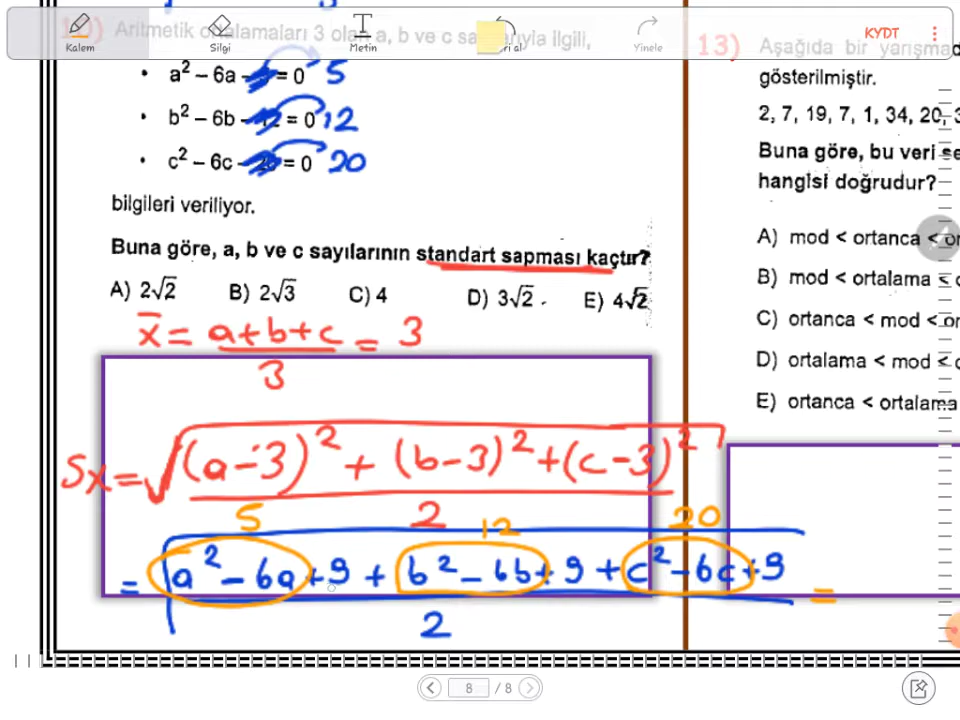 Kalem Silgi Metin Yinele KYDT
Aritmetik ortalamaları 3 olan a, b ve c sayılarıyla ilgili,
• a² – 6a = 0 5
• b² – 6b – 12 = 0 12
• c² – 6c – 20 = 0 20
bilgileri veriliyor.
Buna göre, a, b ve c sayılarının standart sapması kaçtır?
A) 2√2 B) 2√3 C) 4 D) 3√2 E) 4√2
x̄ = a+b+c / 3 = 3
Sx = √((a-3)² + (b-3)² + (c-3)² / 2)
5 12 20
= √(a² - 6a + 9 + b² - 6b + 9 + c² - 6c + 9 / 2) =
13) Aşağıda bir yarışmad
gösterilmiştir.
2, 7, 19, 7, 1, 34, 20, 3
Buna göre, bu veri se
hangisi doğrudur?
A) mod < ortanca < or
B) mod < ortalama < o
C) ortanca < mod < or
D) ortalama < mod < o
E) ortanca < ortalama
8 / 8